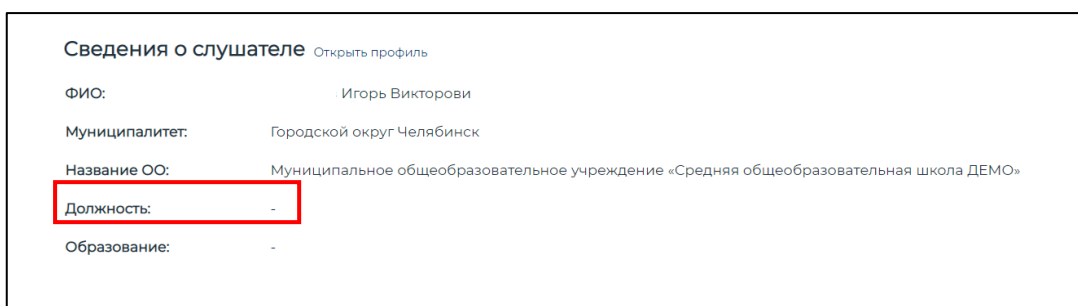 Сведения о слушателе Открыть профиль
ФИО: Игорь Викторови
Муниципалитет: Городской округ Челябинск
Название ОО: Муниципальное общеобразовательное учреждение «Средняя общеобразовательная школа ДЕМО»
Должность: -
Образование: -